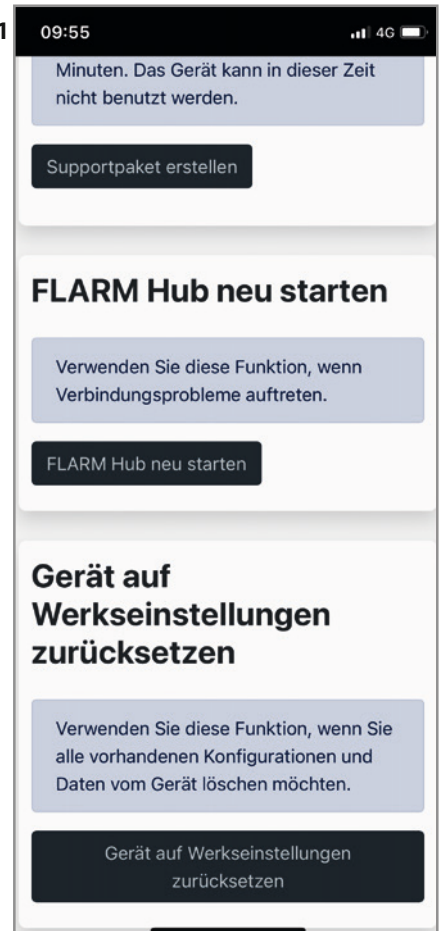 1
09:55
4G
Minuten. Das Gerät kann in dieser Zeit
nicht benutzt werden.
Supportpaket erstellen
FLARM Hub neu starten
Verwenden Sie diese Funktion, wenn
Verbindungsprobleme auftreten.
FLARM Hub neu starten
Gerät auf
Werkseinstellungen
zurücksetzen
Verwenden Sie diese Funktion, wenn Sie
alle vorhandenen Konfigurationen und
Daten vom Gerät löschen möchten.
Gerät auf Werkseinstellungen
zurücksetzen